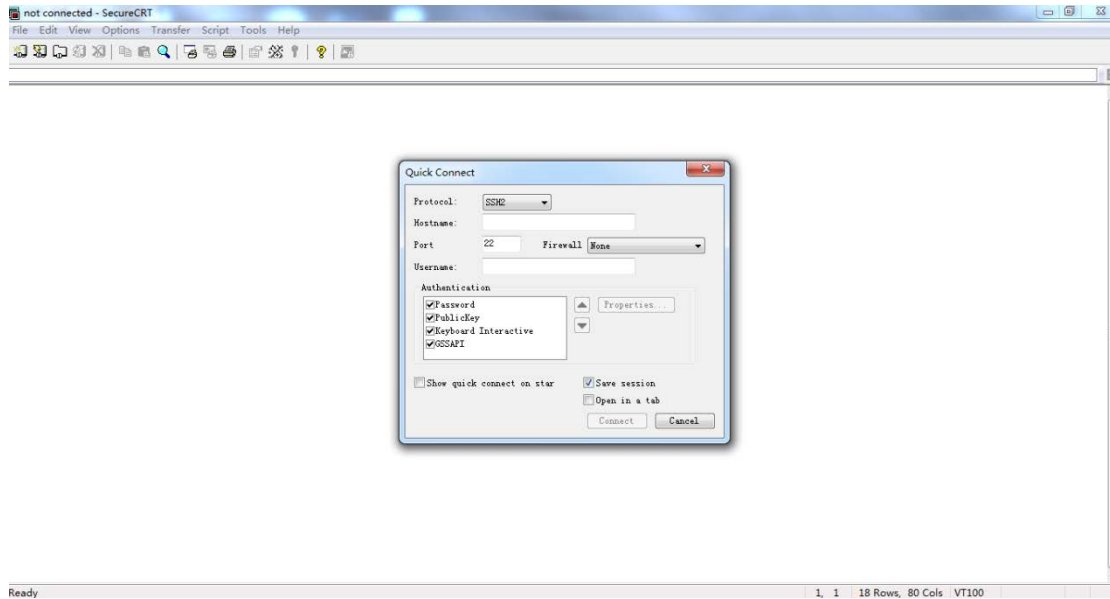 not connected - SecureCRT
File Edit View Options Transfer Script Tools Help
Quick Connect
Protocol: SSH2
Hostname:
Port 22 Firewall None
Username:
Authentication
Password Properties...
PublicKey
Keyboard Interactive
GSSAPI
Show quick connect on star Save session
Open in a tab
Connect Cancel
Ready 1, 1 18 Rows, 80 Cols VT100